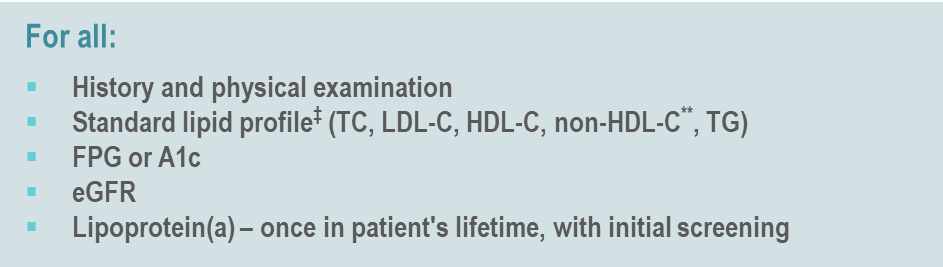 For all:
▪ History and physical examination
▪ Standard lipid profile‡ (TC, LDL-C, HDL-C, non-HDL-C**, TG)
▪ FPG or A1c
▪ eGFR
▪ Lipoprotein(a) – once in patient's lifetime, with initial screening